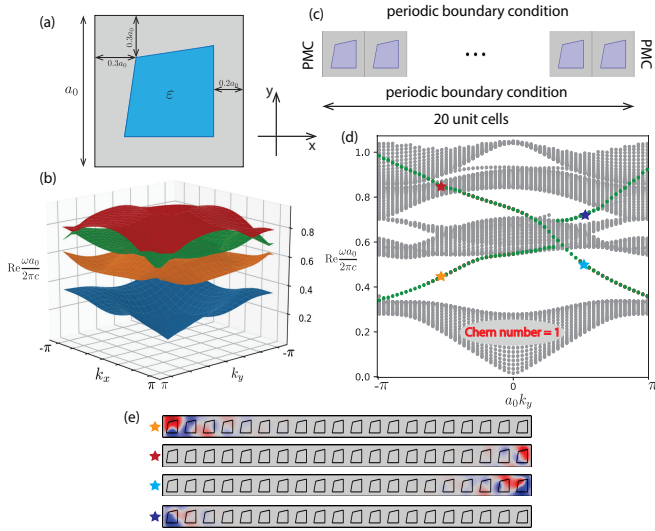 (a)
0.3a₀
0.3a₀
a₀
ε
0.2a₀
y
x
(b)
Re ωa₀/2πc
0.8
0.6
0.4
0.2
-π
kₓ
π
π
k_y
-π
(c)
periodic boundary condition
PMC
...
PMC
periodic boundary condition
20 unit cells
(d)
1.0
0.8
0.6
0.4
0.2
0.0
Re ωa₀/2πc
Chern number = 1
-π
0
π
a₀k_y
(e)